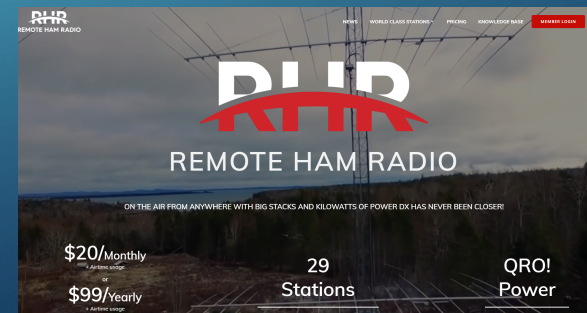 RHR
REMOTE HAM RADIO
NEWS WORLD CLASS STATIONS PRICING KNOWLEDGE BASE MEMBER LOGIN
RHR
REMOTE HAM RADIO
ON THE AIR FROM ANYWHERE WITH BIG STACKS AND KILOWATTS OF POWER DX HAS NEVER BEEN CLOSER!
$20/Monthly
+ Airtime usage
or
$99/Yearly
+ Airtime usage
29
Stations
QRO!
Power